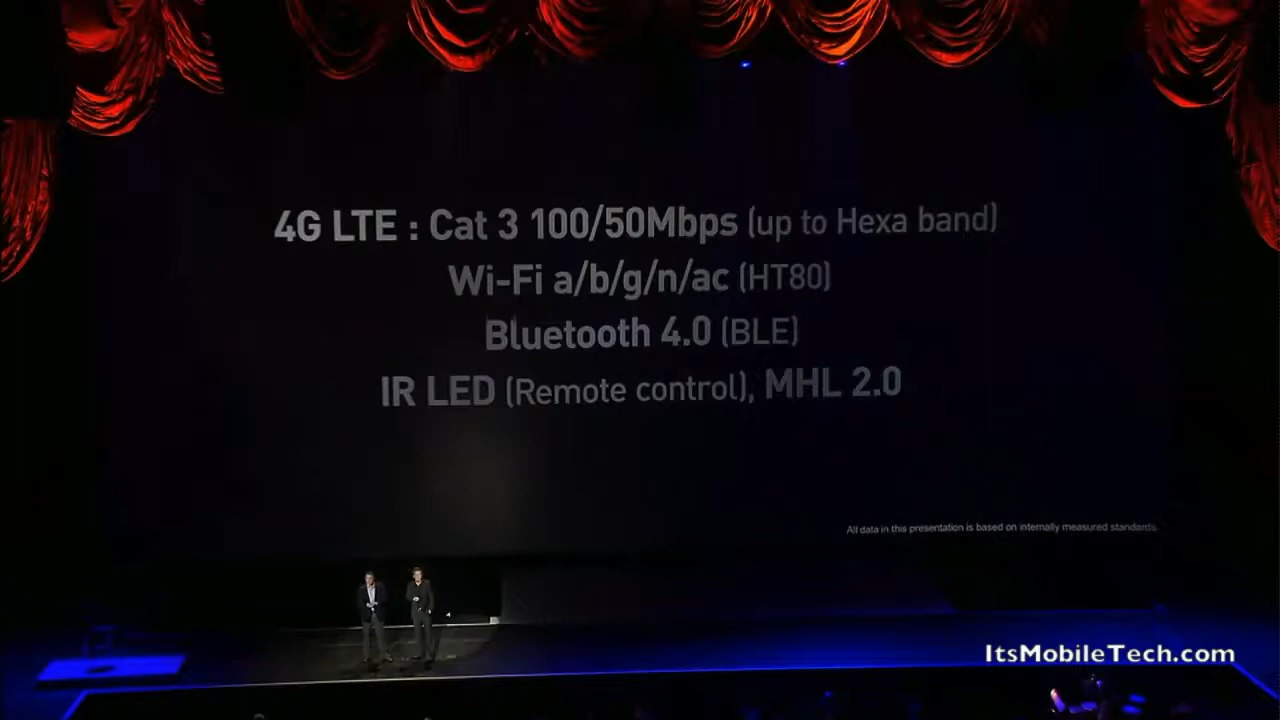 4G LTE : Cat 3 100/50Mbps (up to Hexa band)
Wi-Fi a/b/g/n/ac (HT80)
Bluetooth 4.0 (BLE)
IR LED (Remote control), MHL 2.0
All data in this presentation is based on internally measured standards.
ItsMobileTech.com